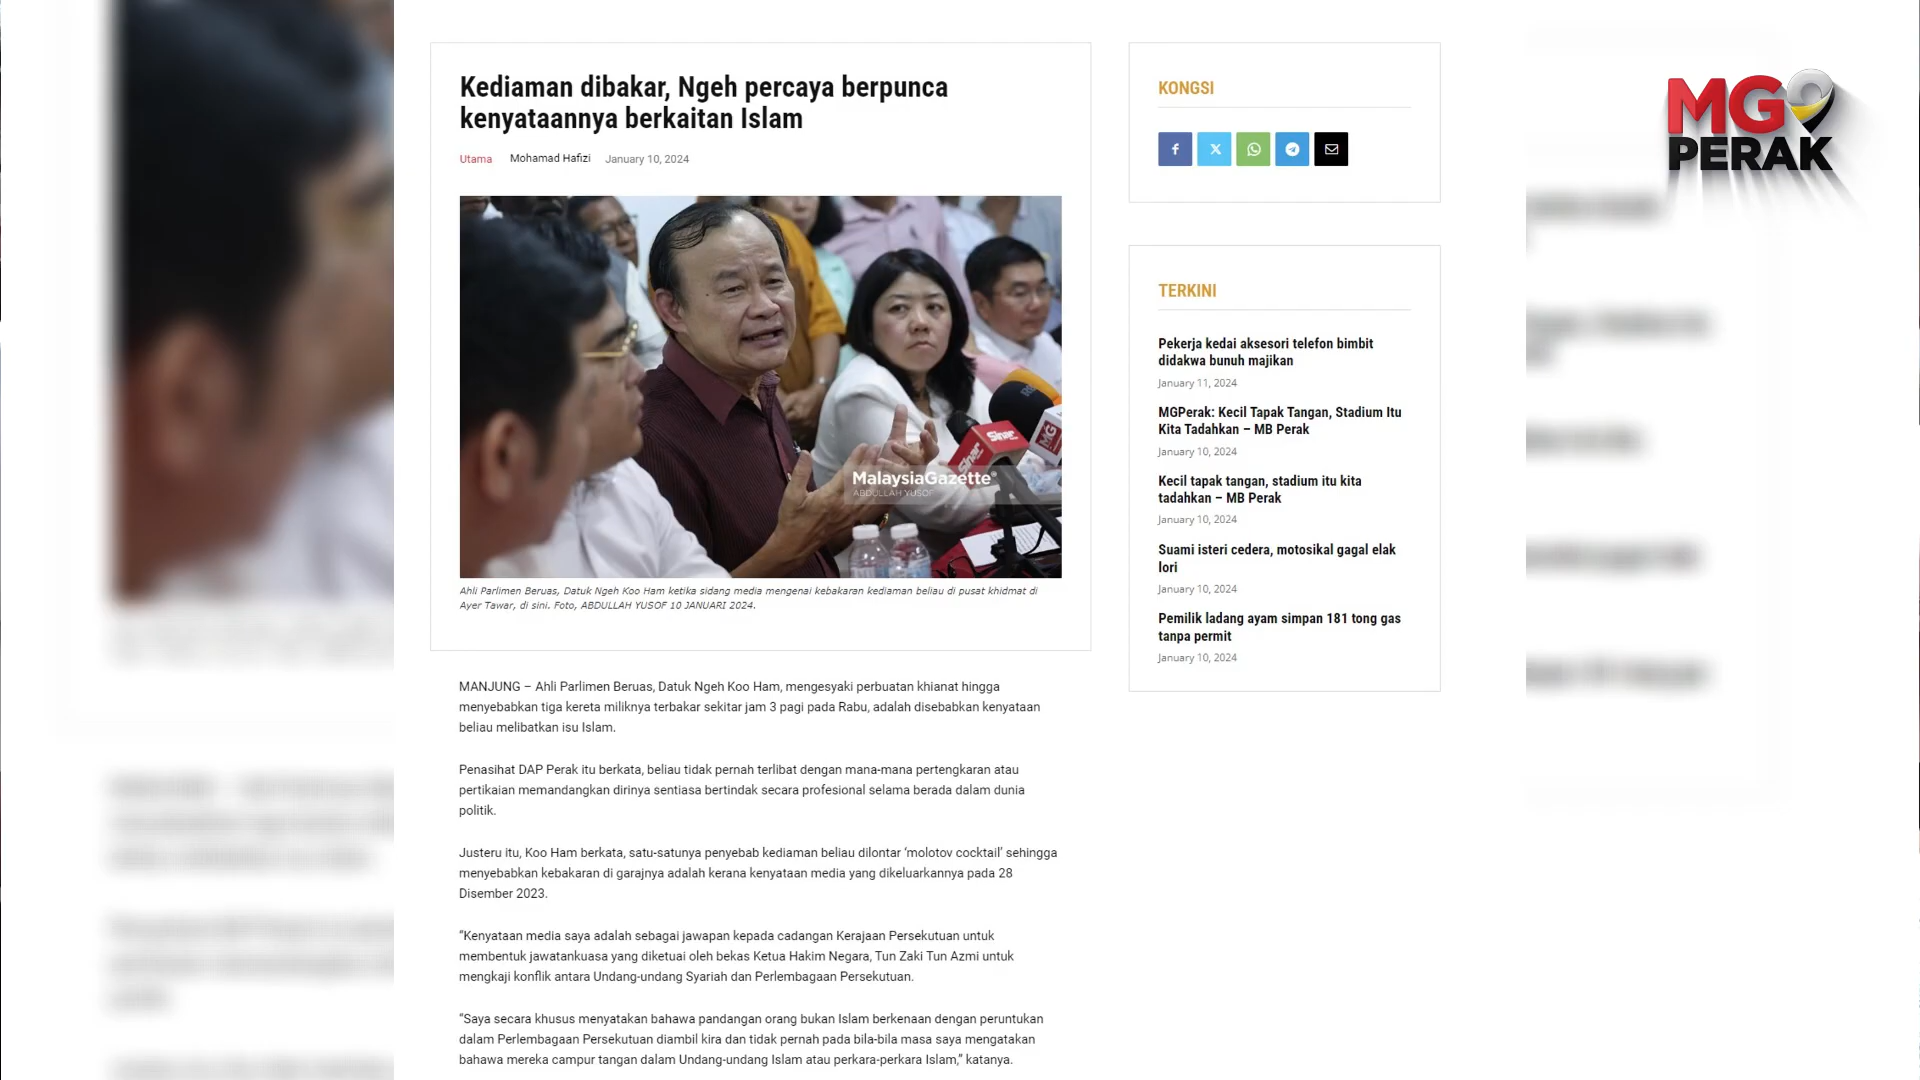 Kediaman dibakar, Ngeh percaya berpunca
kenyataannya berkaitan Islam
Utama Mohamad Hafizi January 10, 2024
Sinar
MG
MalaysiaGazette
ABDULLAH YUSOF
Ahli Parlimen Beruas, Datuk Ngeh Koo Ham ketika sidang media mengenai kebakaran kediaman beliau di pusat khidmat di
Ayer Tawar, di sini. Foto, ABDULLAH YUSOF 10 JANUARI 2024.
MANJUNG – Ahli Parlimen Beruas, Datuk Ngeh Koo Ham, mengesyaki perbuatan khianat hingga
menyebabkan tiga kereta miliknya terbakar sekitar jam 3 pagi pada Rabu, adalah disebabkan kenyataan
beliau melibatkan isu Islam.
Penasihat DAP Perak itu berkata, beliau tidak pernah terlibat dengan mana-mana pertengkaran atau
pertikaian memandangkan dirinya sentiasa bertindak secara profesional selama berada dalam dunia
politik.
Justeru itu, Koo Ham berkata, satu-satunya penyebab kediaman beliau dilontar ‘molotov cocktail’ sehingga
menyebabkan kebakaran di garajnya adalah kerana kenyataan media yang dikeluarkannya pada 28
Disember 2023.
“Kenyataan media saya adalah sebagai jawapan kepada cadangan Kerajaan Persekutuan untuk
membentuk jawatankuasa yang diketuai oleh bekas Ketua Hakim Negara, Tun Zaki Tun Azmi untuk
mengkaji konflik antara Undang-undang Syariah dan Perlembagaan Persekutuan.
“Saya secara khusus menyatakan bahawa pandangan orang bukan Islam berkenaan dengan peruntukan
dalam Perlembagaan Persekutuan diambil kira dan tidak pernah pada bila-bila masa saya mengatakan
bahawa mereka campur tangan dalam Undang-undang Islam atau perkara-perkara Islam,” katanya.
KONGSI
TERKINI
Pekerja kedai aksesori telefon bimbit
didakwa bunuh majikan
January 11, 2024
MGPerak: Kecil Tapak Tangan, Stadium Itu
Kita Tadahkan – MB Perak
January 10, 2024
Kecil tapak tangan, stadium itu kita
tadahkan – MB Perak
January 10, 2024
Suami isteri cedera, motosikal gagal elak
lori
January 10, 2024
Pemilik ladang ayam simpan 181 tong gas
tanpa permit
January 10, 2024
MG
PERAK